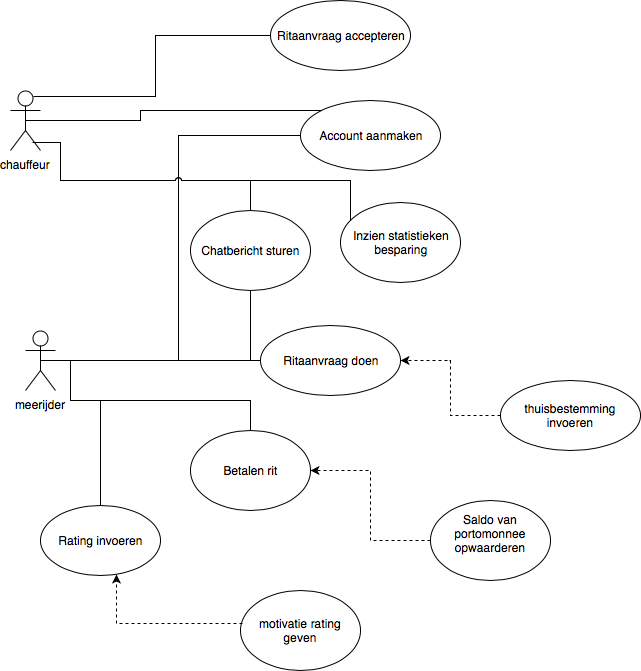 Ritaanvraag accepteren
Account aanmaken
chauffeur
Chatbericht sturen
Inzien statistieken
besparing
Ritaanvraag doen
meerijder
thuisbestemming
invoeren
Betalen rit
Saldo van
portomonnee
opwaarderen
Rating invoeren
motivatie rating
geven